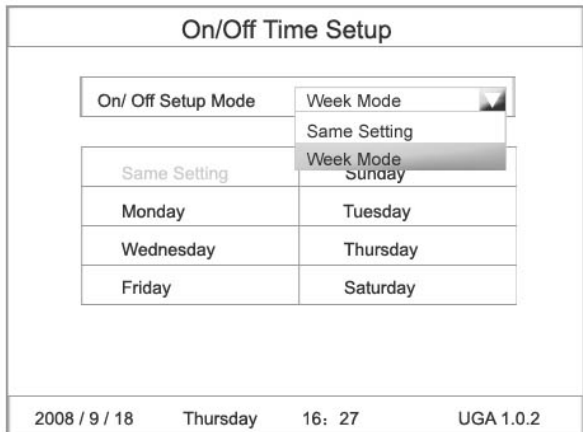 On/Off Time Setup
On/ Off Setup Mode Week Mode
Same Setting
Week Mode
Same Setting Sunday
Monday Tuesday
Wednesday Thursday
Friday Saturday
2008 / 9 / 18 Thursday 16: 27 UGA 1.0.2